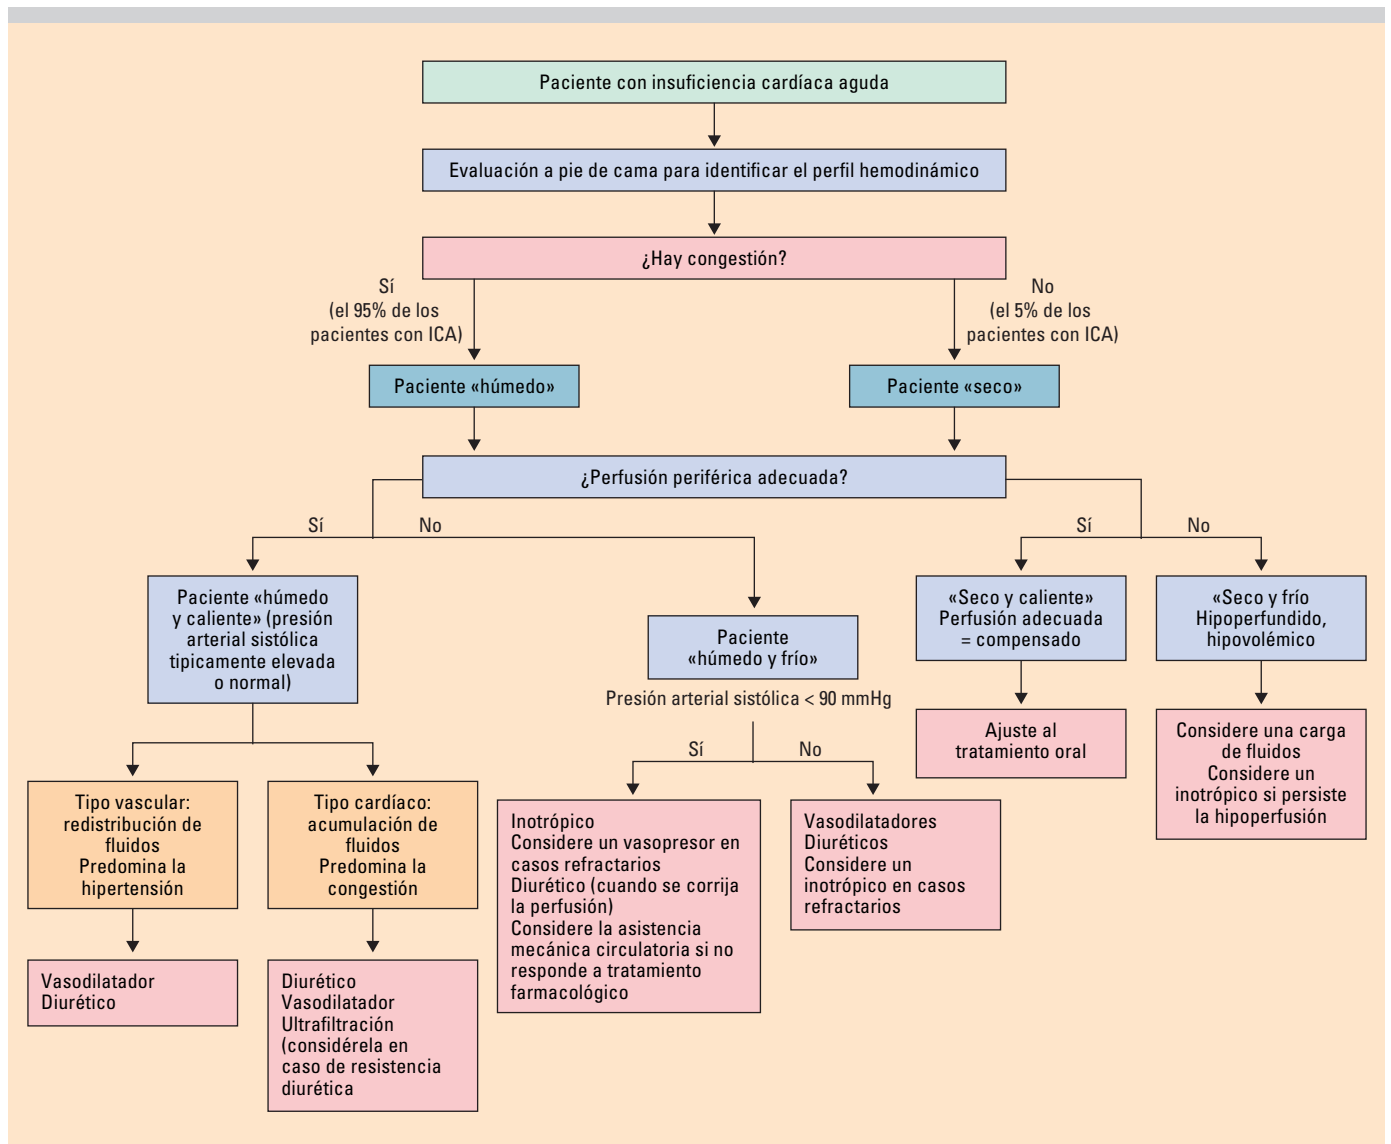 Paciente con insuficiencia cardíaca aguda
Evaluación a pie de cama para identificar el perfil hemodinámico
¿Hay congestión?
Sí
(el 95% de los
pacientes con ICA)
No
(el 5% de los
pacientes con ICA)
Paciente «húmedo»
Paciente «seco»
¿Perfusión periférica adecuada?
Sí
No
Sí
No
Paciente «húmedo
y caliente» (presión
arterial sistólica
tipicamente elevada
o normal)
Paciente
«húmedo y frío»
«Seco y caliente»
Perfusión adecuada
= compensado
«Seco y frío
Hipoperfundido,
hipovolémico
Presión arterial sistólica < 90 mmHg
Sí
No
Ajuste al
tratamiento oral
Considere una carga
de fluidos
Considere un
inotrópico si persiste
la hipoperfusión
Tipo vascular:
redistribución de
fluidos
Predomina la
hipertensión
Tipo cardíaco:
acumulación de
fluidos
Predomina la
congestión
Inotrópico
Considere un vasopresor en
casos refractarios
Diurético (cuando se corrija
la perfusión)
Considere la asistencia
mecánica circulatoria si no
responde a tratamiento
farmacológico
Vasodilatadores
Diuréticos
Considere un
inotrópico en casos
refractarios
Vasodilatador
Diurético
Diurético
Vasodilatador
Ultrafiltración
(considérela en
caso de resistencia
diurética